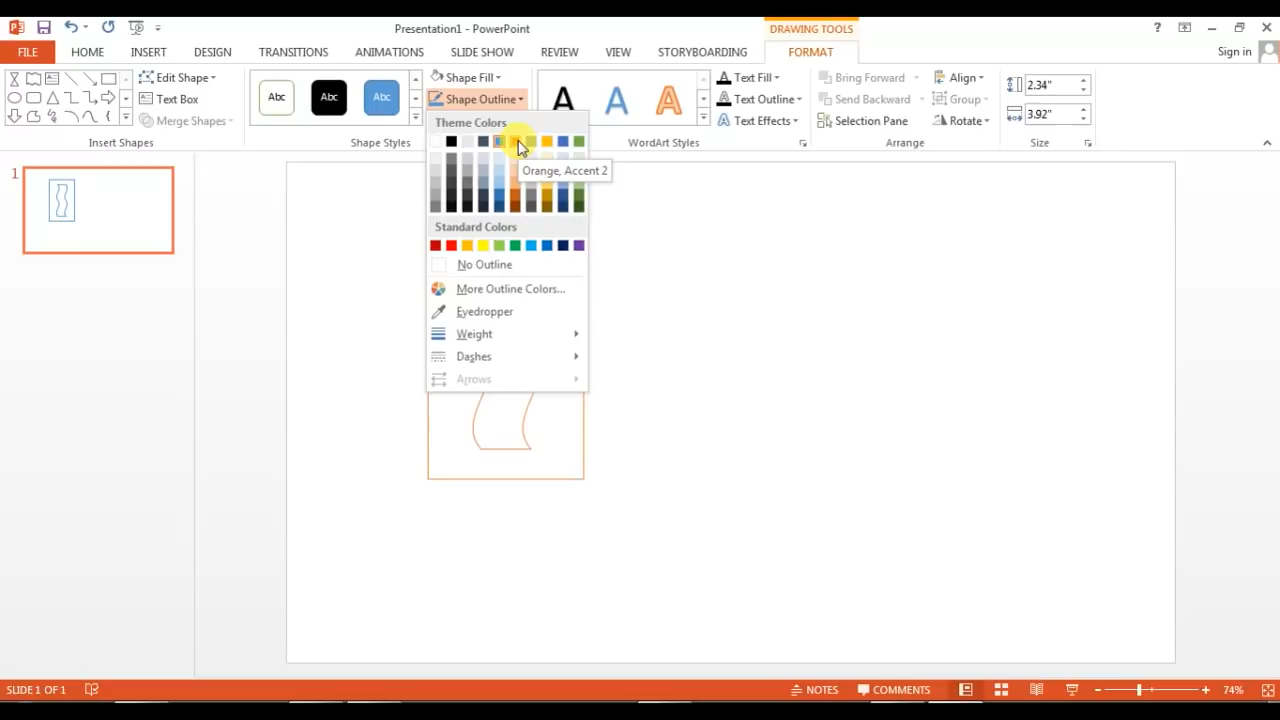 Presentation1 - PowerPoint
DRAWING TOOLS
?
FILE HOME INSERT DESIGN TRANSITIONS ANIMATIONS SLIDE SHOW REVIEW VIEW STORYBOARDING FORMAT Sign in
Edit Shape
Text Box
Merge Shapes
Insert Shapes
Abc Abc Abc
Shape Fill
Shape Outline
Shape Styles
A A A
Text Fill
Text Outline
Text Effects
WordArt Styles
Bring Forward
Send Backward
Selection Pane
Align
Group
Rotate
Arrange
2.34"
3.92"
Size
Theme Colors
Orange, Accent 2
Standard Colors
No Outline
More Outline Colors...
Eyedropper
Weight
Dashes
Arrows
1
SLIDE 1 OF 1
NOTES COMMENTS 74%